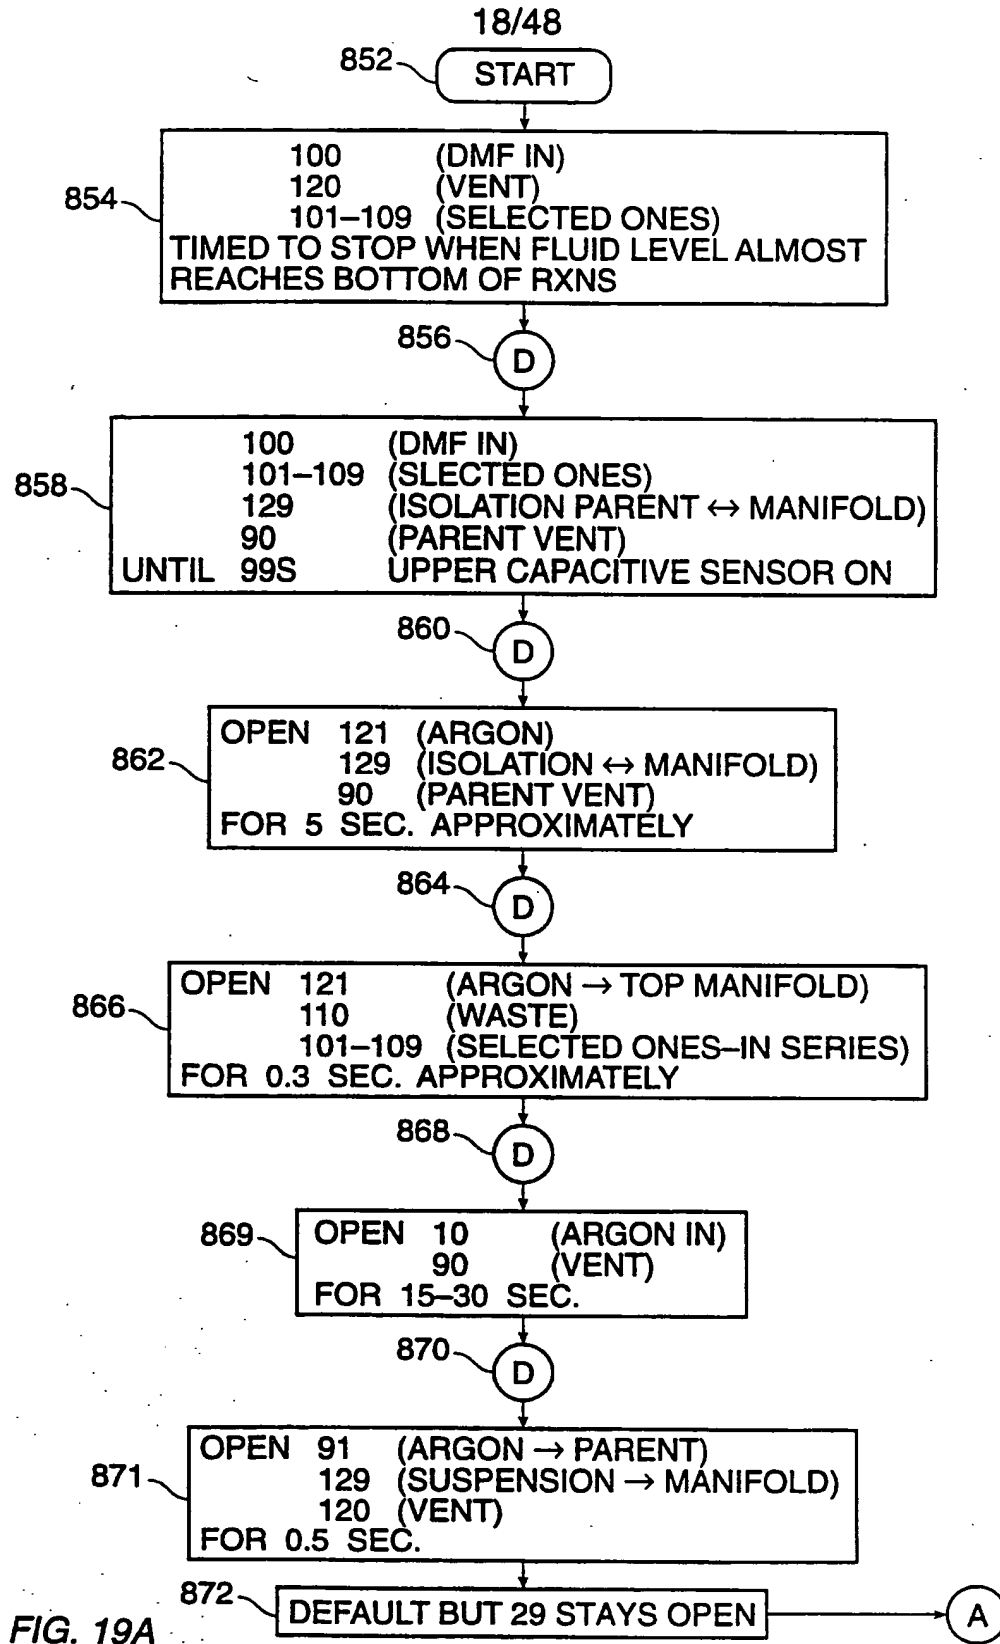 18/48
852
START
854
100 (DMF IN)
120 (VENT)
101–109 (SELECTED ONES)
TIMED TO STOP WHEN FLUID LEVEL ALMOST
REACHES BOTTOM OF RXNS
856
D
858
100 (DMF IN)
101–109 (SLECTED ONES)
129 (ISOLATION PARENT ↔ MANIFOLD)
90 (PARENT VENT)
UNTIL 99S UPPER CAPACITIVE SENSOR ON
860
D
862
OPEN 121 (ARGON)
129 (ISOLATION ↔ MANIFOLD)
90 (PARENT VENT)
FOR 5 SEC. APPROXIMATELY
864
D
866
OPEN 121 (ARGON → TOP MANIFOLD)
110 (WASTE)
101–109 (SELECTED ONES–IN SERIES)
FOR 0.3 SEC. APPROXIMATELY
868
D
869
OPEN 10 (ARGON IN)
90 (VENT)
FOR 15–30 SEC.
870
D
871
OPEN 91 (ARGON → PARENT)
129 (SUSPENSION → MANIFOLD)
120 (VENT)
FOR 0.5 SEC.
872
DEFAULT BUT 29 STAYS OPEN
A
FIG. 19A